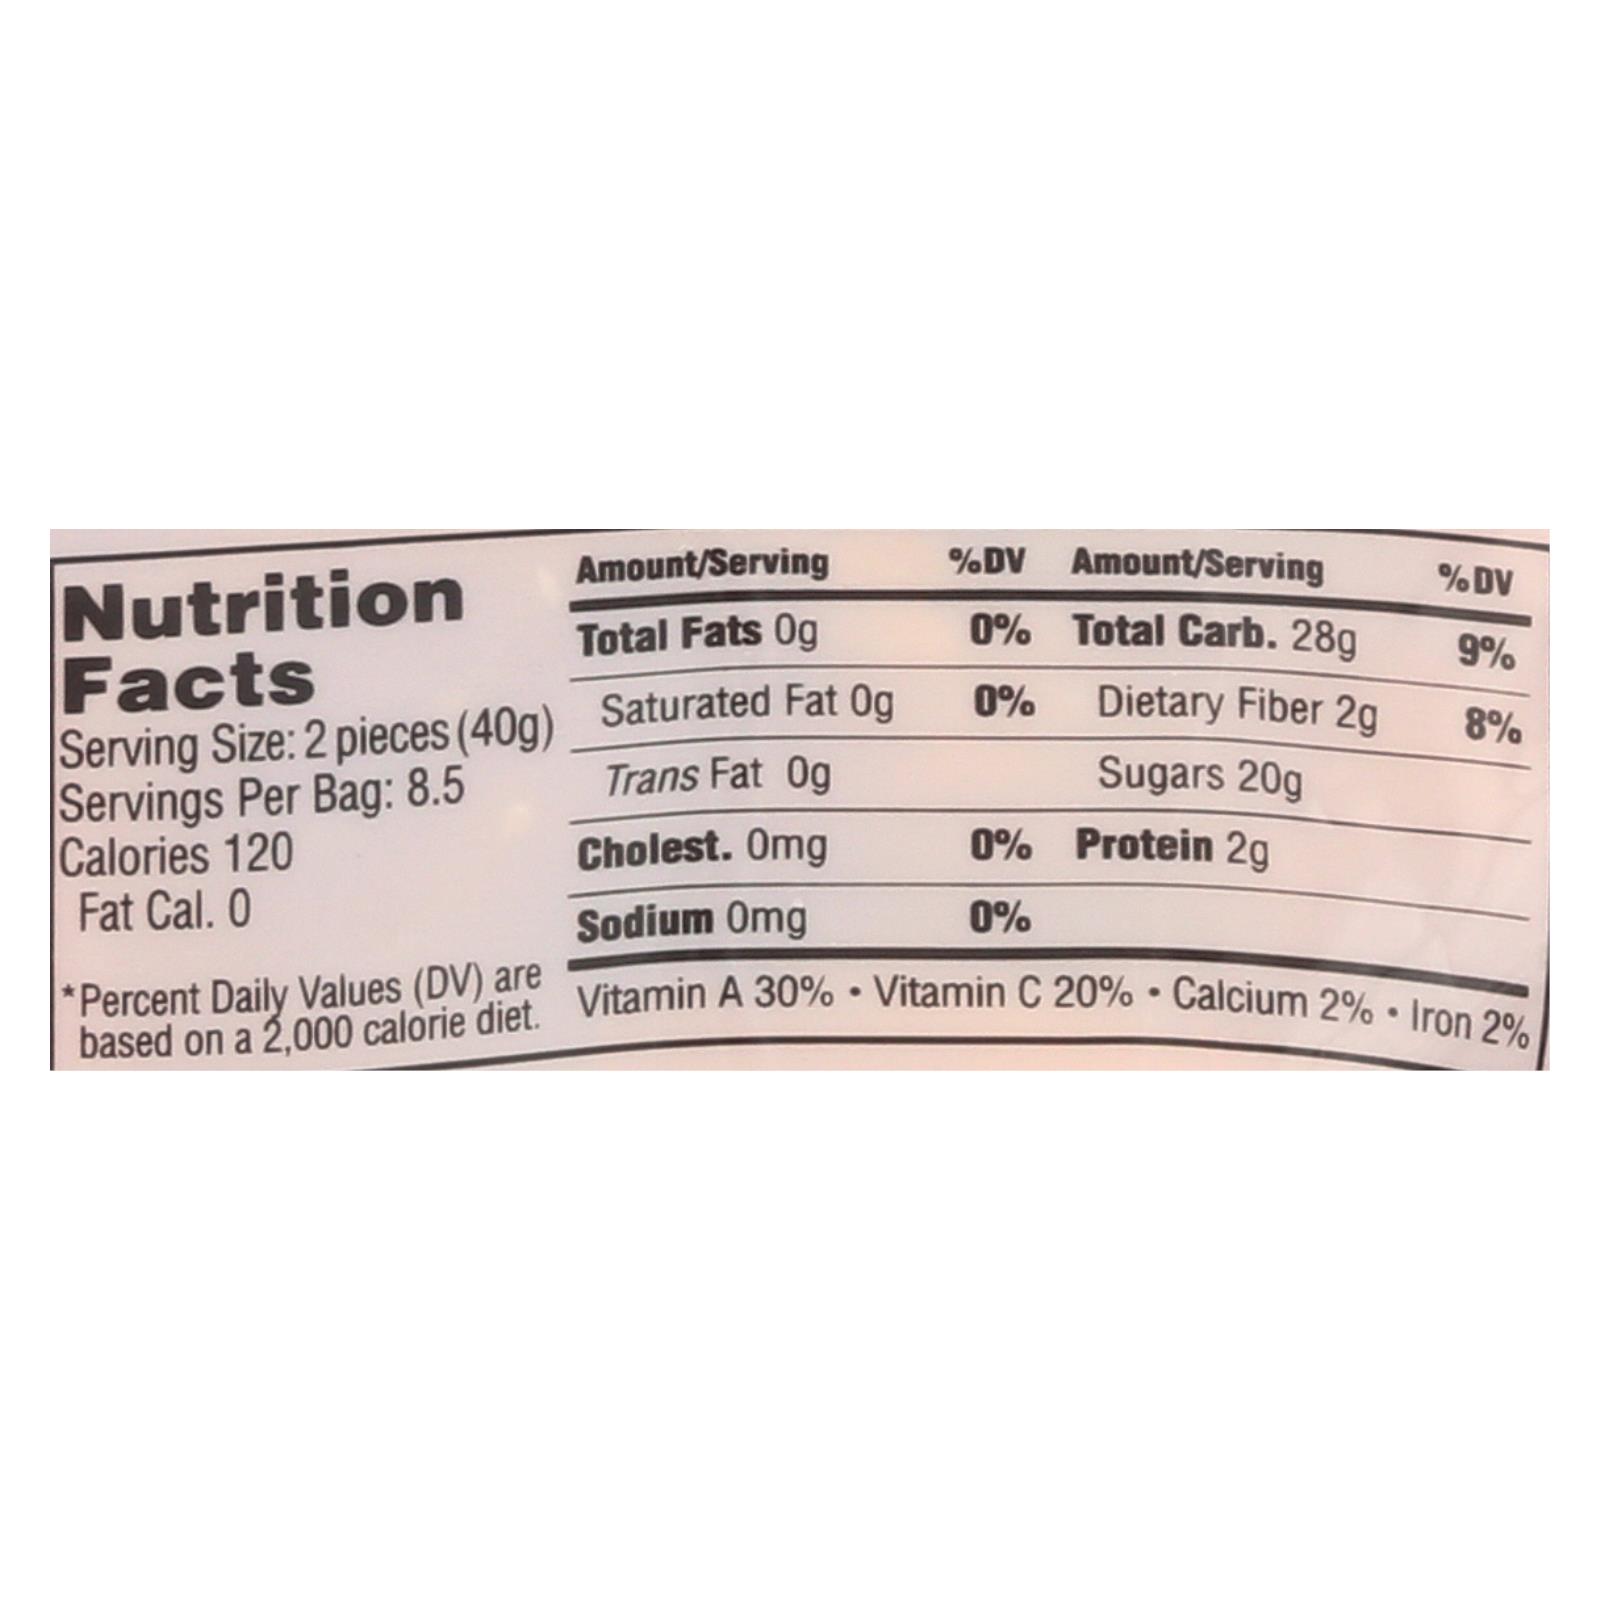 Nutrition
Facts
Serving Size: 2 pieces (40g)
Servings Per Bag: 8.5
Calories 120
Fat Cal. 0
*Percent Daily Values (DV) are
based on a 2,000 calorie diet.
Amount/Serving %DV Amount/Serving %DV
Total Fats 0g 0% Total Carb. 28g 9%
Saturated Fat 0g 0% Dietary Fiber 2g 8%
Trans Fat 0g Sugars 20g
Cholest. 0mg 0% Protein 2g
Sodium 0mg 0%
Vitamin A 30% • Vitamin C 20% • Calcium 2% • Iron 2%